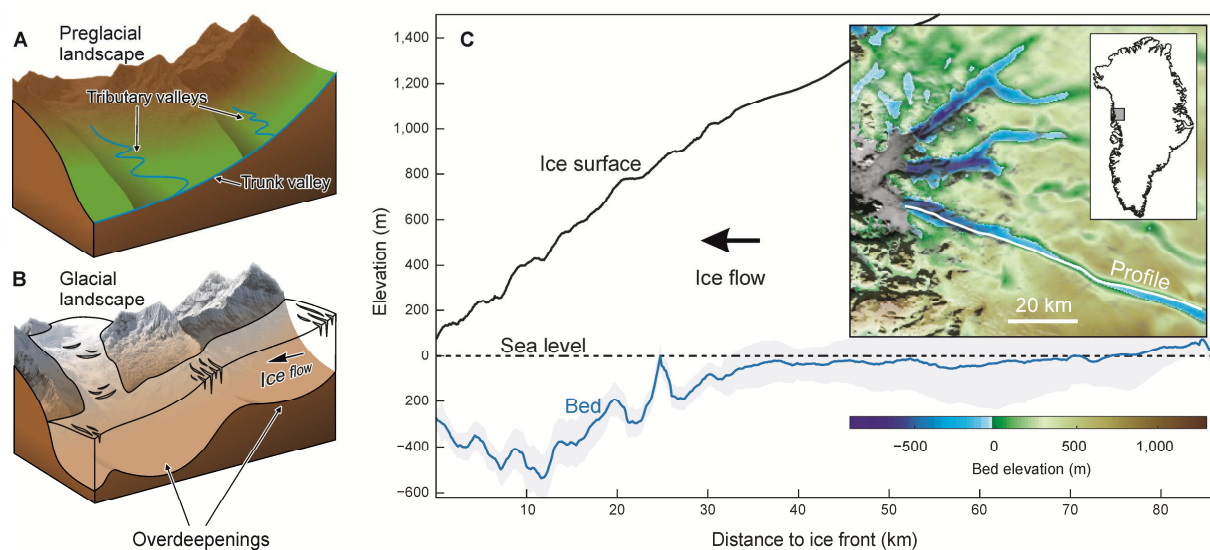 A
Preglacial
landscape
Tributary valleys
Trunk valley
B
Glacial
landscape
Ice flow
Overdeepenings
C
1,400
1,200
1,000
800
600
400
200
0
200
−400
−600
Elevation (m)
Ice surface
Ice flow
Sea level
Bed
10
20
30
40
50
60
70
80
Distance to ice front (km)
Profile
20 km
−500
0
500
1,000
Bed elevation (m)